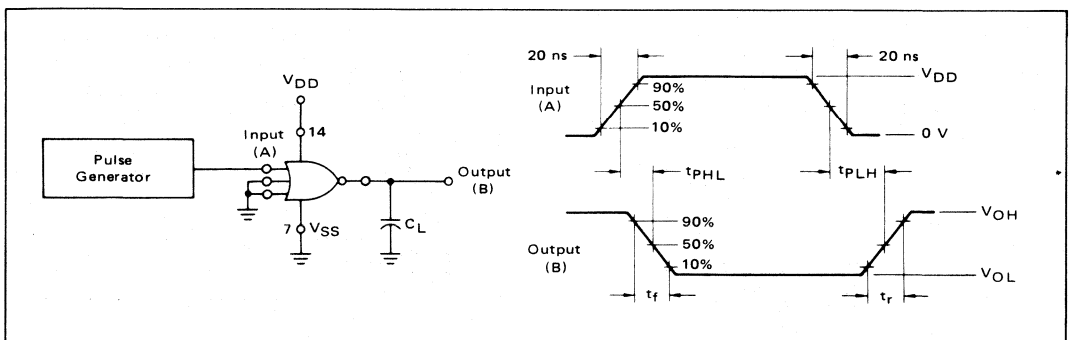 V_DD
14
Input
(A)
Pulse
Generator
Output
(B)
7
V_SS
C_L
20 ns
20 ns
V_DD
Input
(A)
90%
50%
10%
0 V
t_PHL
t_PLH
V_OH
Output
(B)
90%
50%
10%
V_OL
t_f
t_r